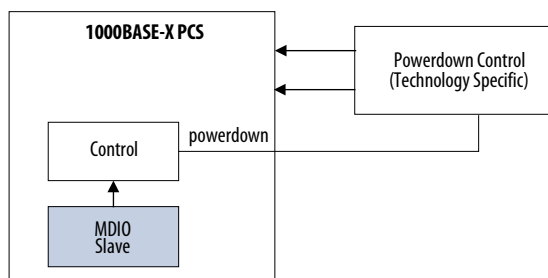 1000BASE-X PCS
Powerdown Control
(Technology Specific)
powerdown
Control
MDIO
Slave